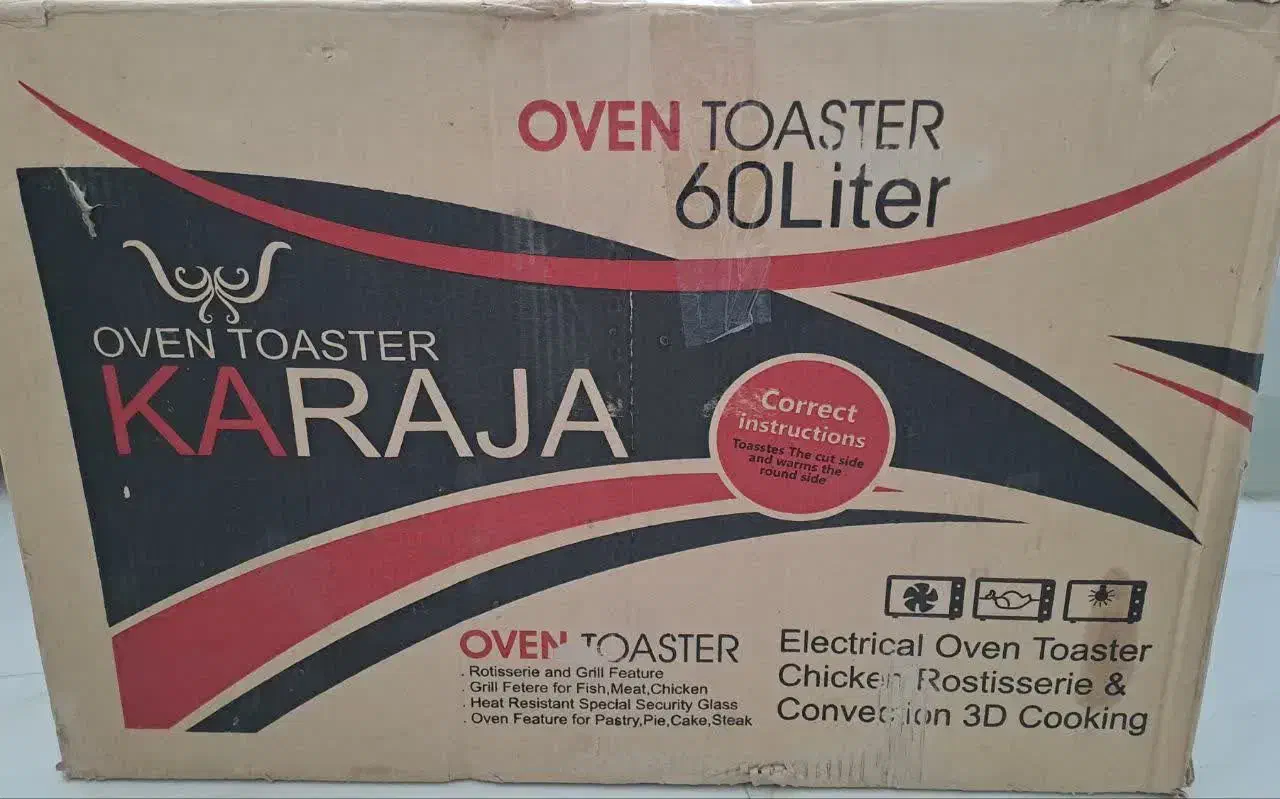 OVEN TOASTER
60Liter
OVEN TOASTER
KARAJA
Correct
instructions
Toasstes The cut side
and warms the
round side
OVEN TOASTER
. Rotisserie and Grill Feature
. Grill Fetere for Fish,Meat,Chicken
. Heat Resistant Special Security Glass
. Oven Feature for Pastry,Pie,Cake,Steak
Electrical Oven Toaster
Chicken Rostisserie &
Convection 3D Cooking